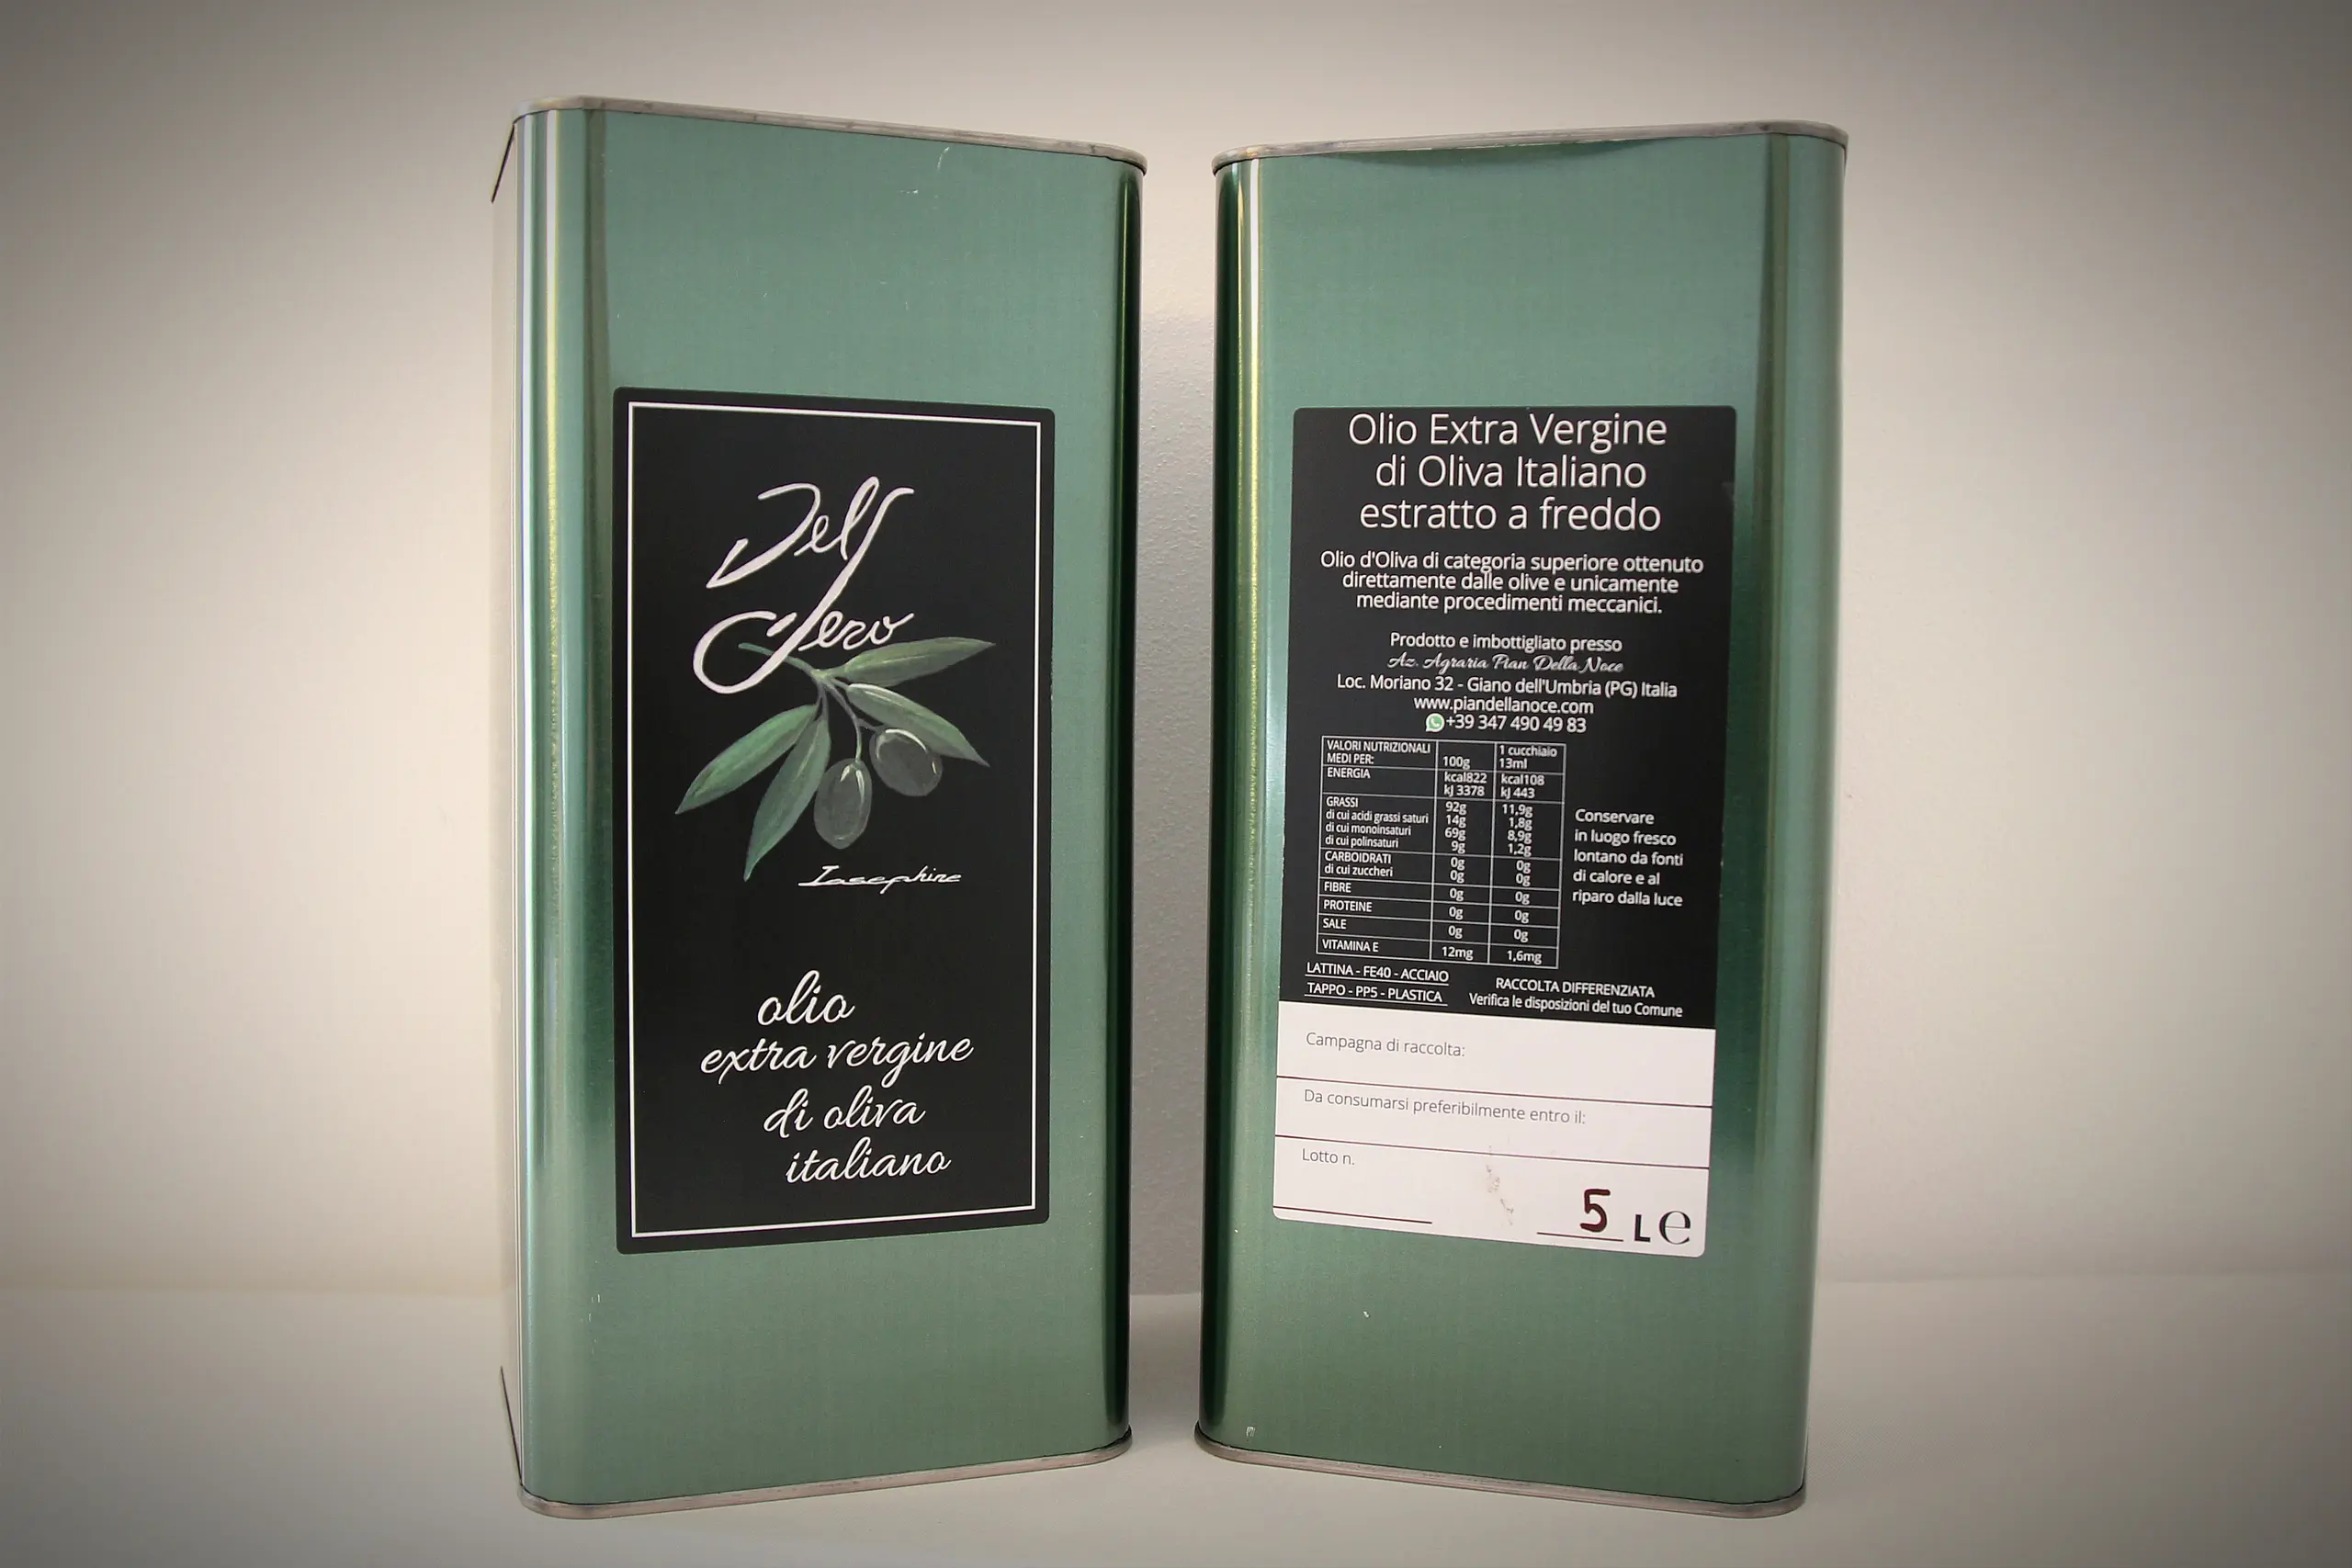 Del
Gero
Iosephine
olio
extra vergine
di oliva
italiano
Olio Extra Vergine
di Oliva Italiano
estratto a freddo
Olio d'Oliva di categoria superiore ottenuto
direttamente dalle olive e unicamente
mediante procedimenti meccanici.
Prodotto e imbottigliato presso
Az. Agraria Pian Della Noce
Loc. Moriano 32 - Giano dell'Umbria (PG) Italia
www.piandellanoce.com
+39 347 490 49 83
VALORI NUTRIZIONALI 1 cucchiaio
MEDI PER: 100g 13ml
ENERGIA kcal822 kcal108
kJ 3378 kJ 443
GRASSI 92g 11,9g
di cui acidi grassi saturi 14g 1,8g
di cui monoinsaturi 69g 8,9g
di cui polinsaturi 9g 1,2g
CARBOIDRATI 0g 0g
di cui zuccheri 0g 0g
FIBRE 0g 0g
PROTEINE 0g 0g
SALE 0g 0g
VITAMINA E 12mg 1,6mg
Conservare
in luogo fresco
lontano da fonti
di calore e al
riparo dalla luce
LATTINA - FE40 - ACCIAIO
TAPPO - PP5 - PLASTICA
RACCOLTA DIFFERENZIATA
Verifica le disposizioni del tuo Comune
Campagna di raccolta:
Da consumarsi preferibilmente entro il:
Lotto n.
5 L e